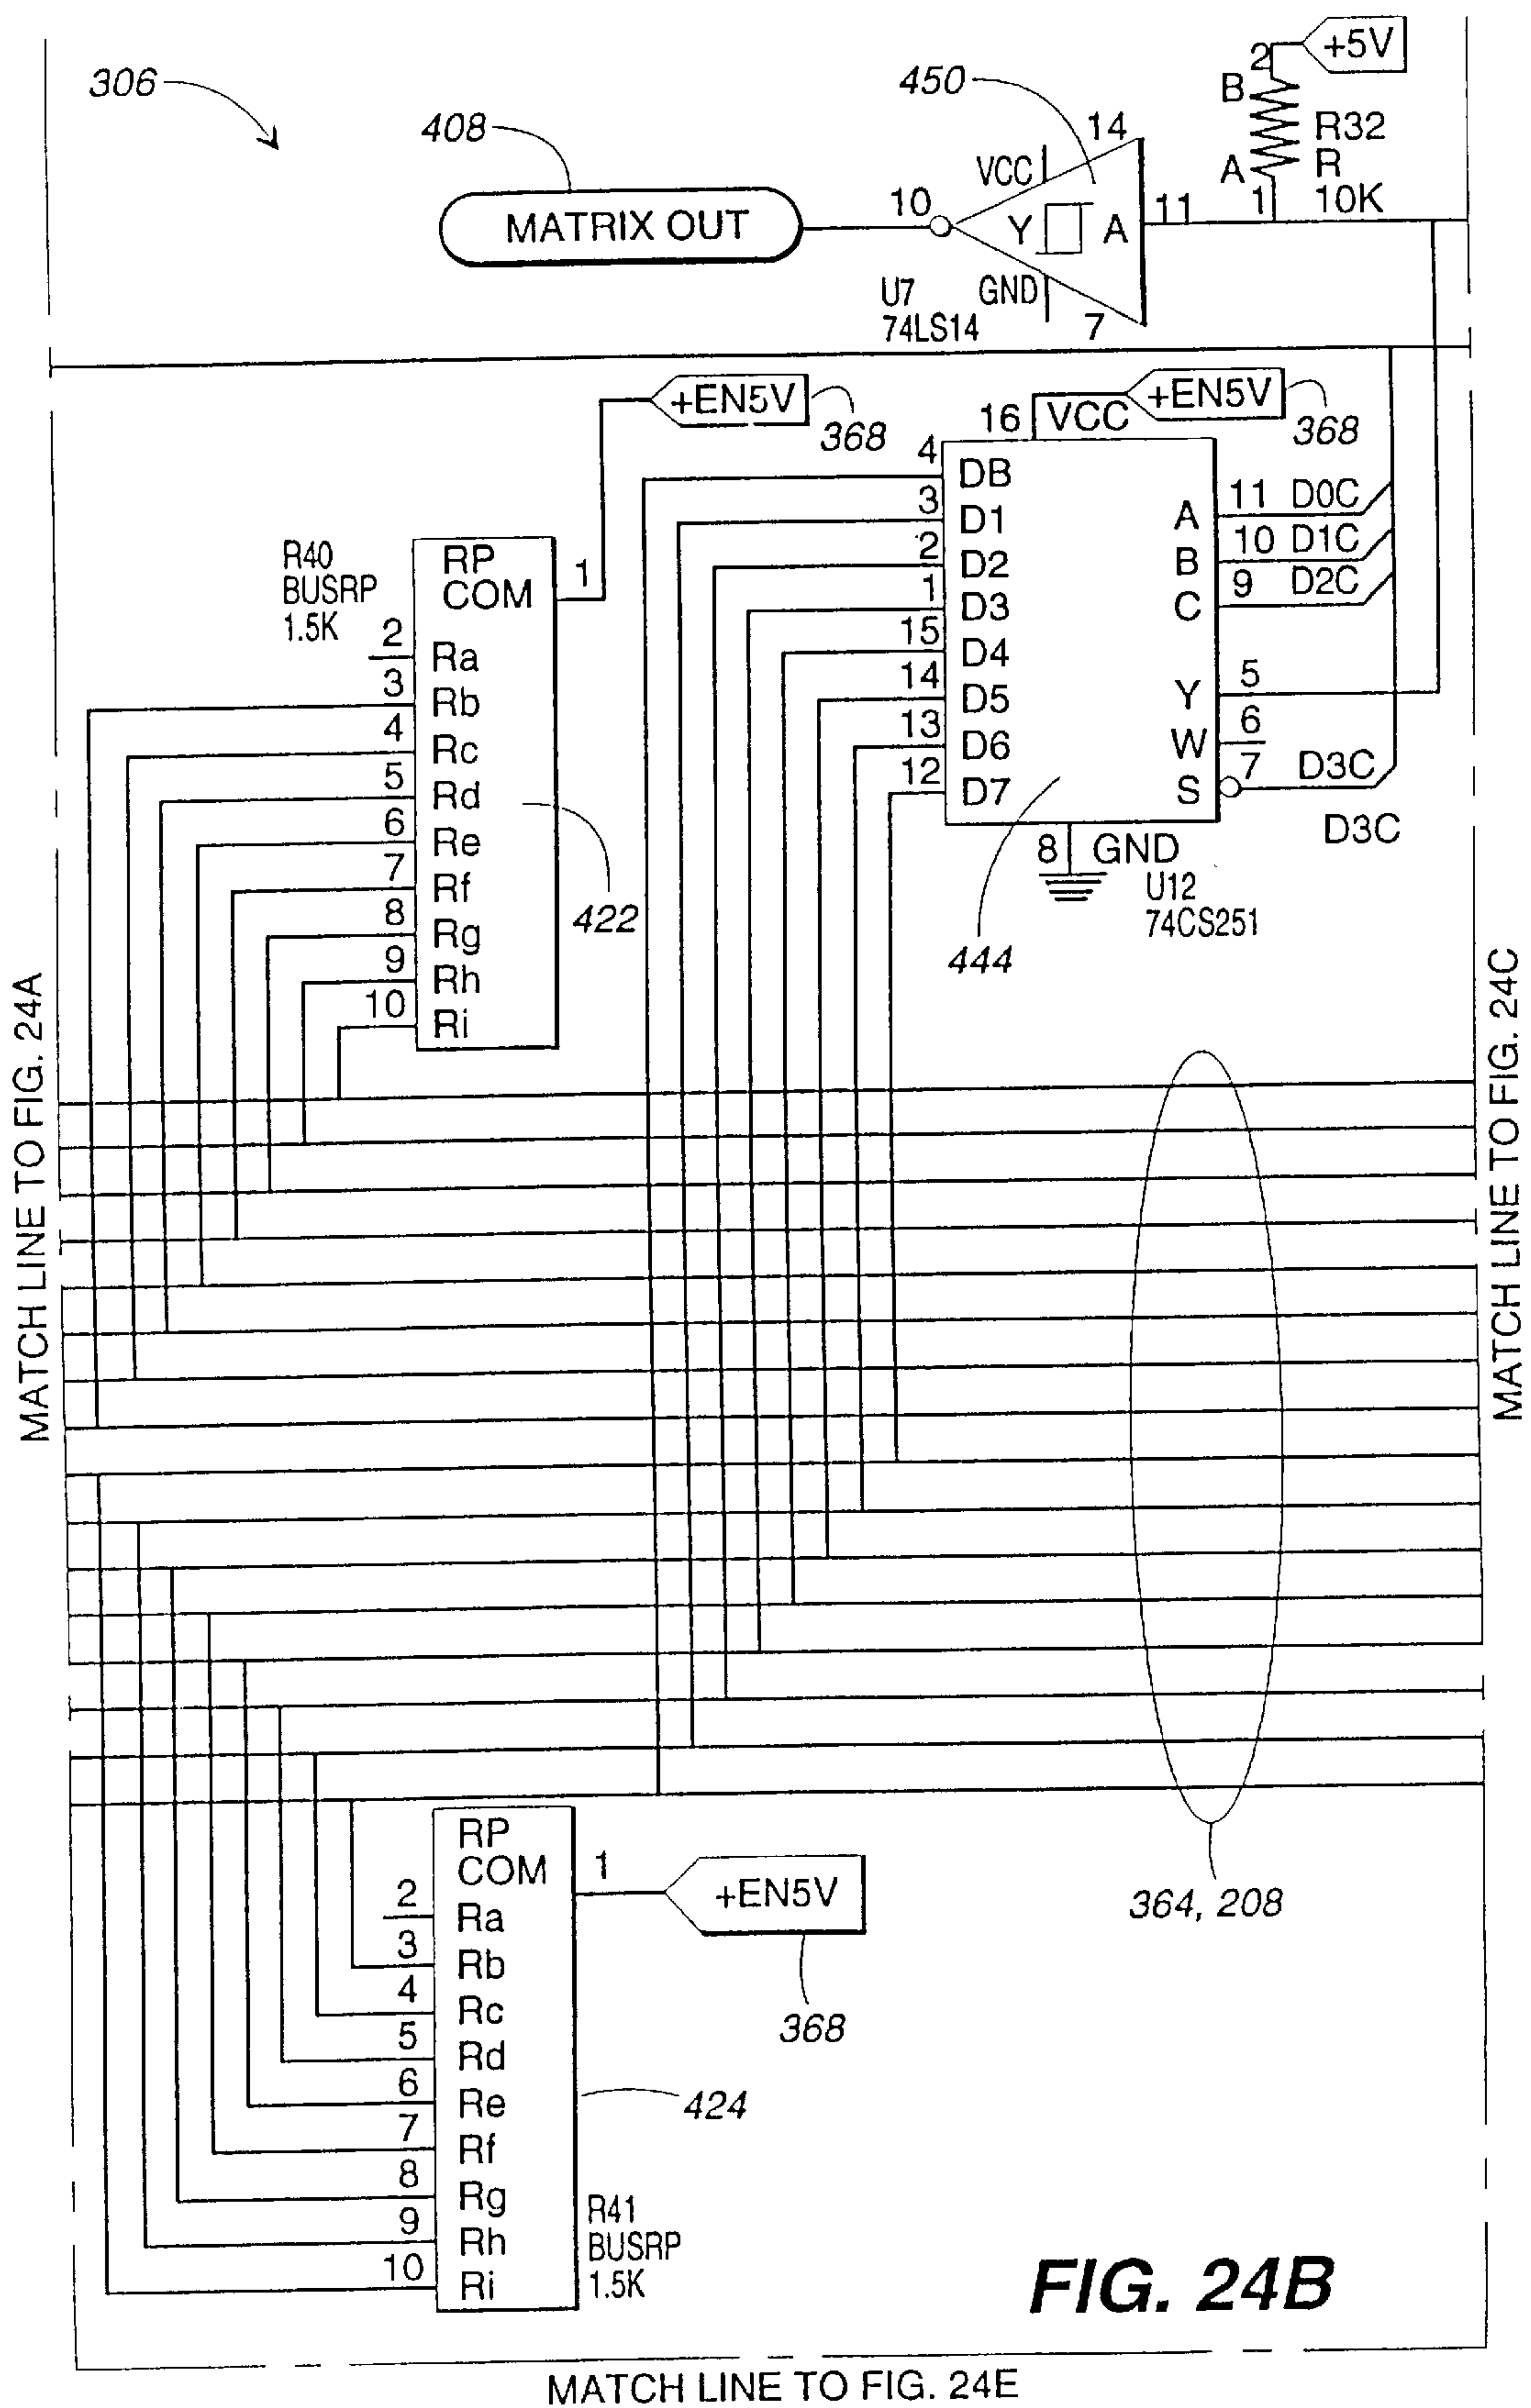 306
408
MATRIX OUT
450
14
VCC
10
Y
A
11
U7
74LS14
GND
7
2
+5V
B
R32
R
10K
A
1
+EN5V
368
+EN5V
368
16
VCC
4
DB
3
D1
2
D2
1
D3
15
D4
14
D5
13
D6
12
D7
A
11
D0C
B
10
D1C
C
9
D2C
Y
5
W
6
S
7
D3C
D3C
8
GND
U12
74CS251
444
R40
BUSRP
1.5K
RP
COM
1
2
Ra
3
Rb
4
Rc
5
Rd
6
Re
7
Rf
8
Rg
9
Rh
10
Ri
422
MATCH LINE TO FIG. 24A
MATCH LINE TO FIG. 24C
364, 208
RP
COM
1
+EN5V
368
2
Ra
3
Rb
4
Rc
5
Rd
6
Re
7
Rf
8
Rg
9
Rh
10
Ri
424
R41
BUSRP
1.5K
FIG. 24B
MATCH LINE TO FIG. 24E